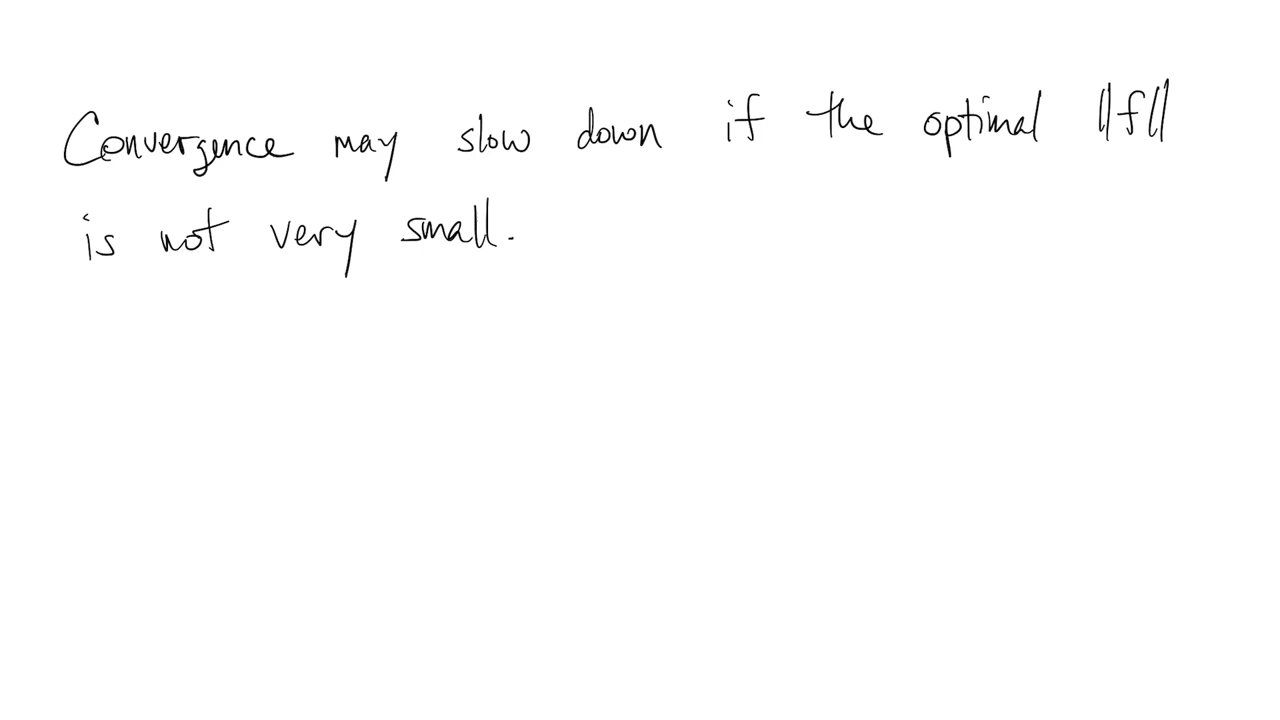 Convergence may slow down if the optimal ||f||
is not very small.